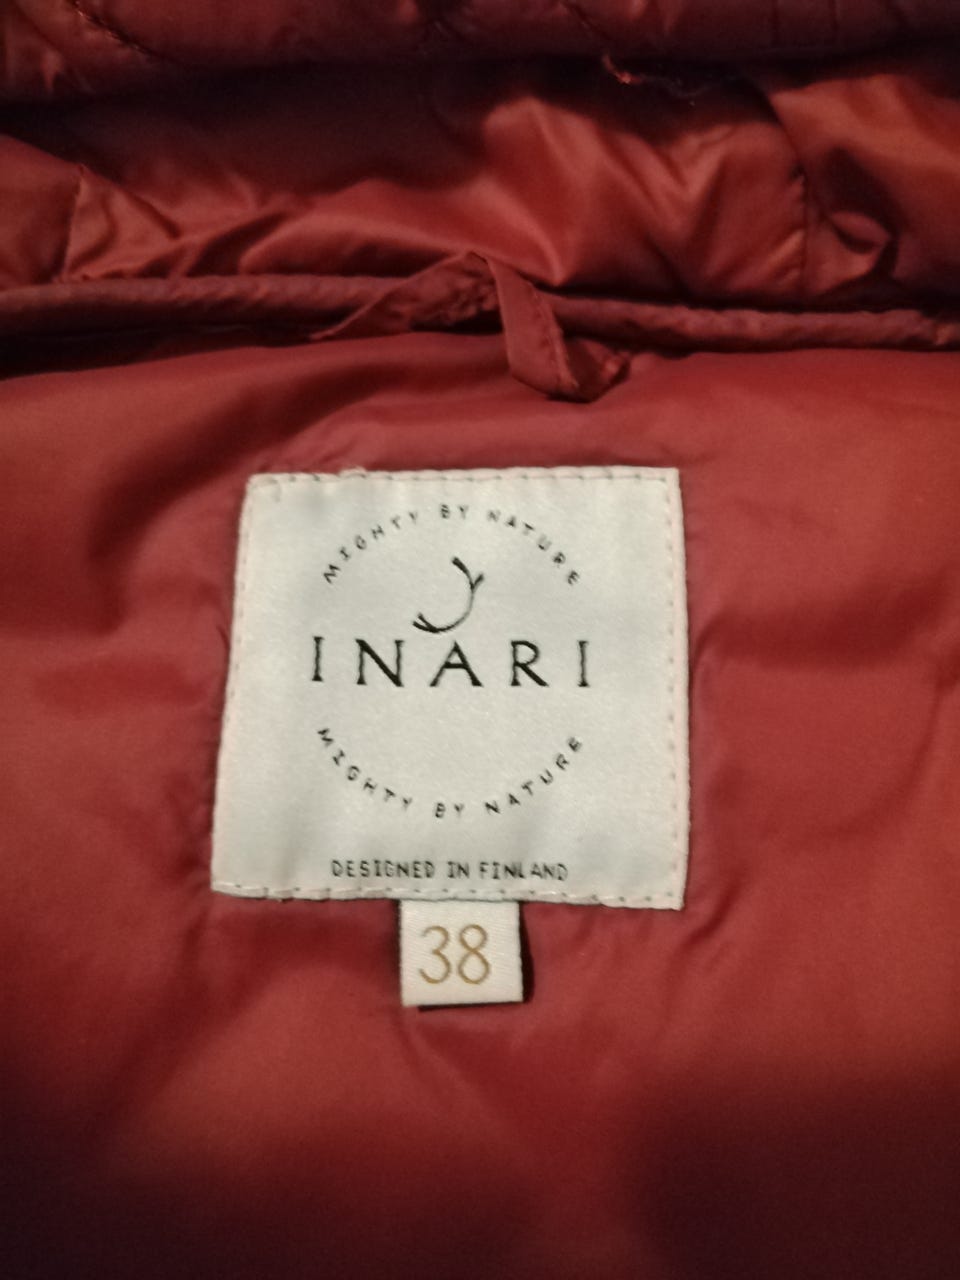 MIGHTY BY NATURE
INARI
MIGHTY BY NATURE
DESIGNED IN FINLAND
38